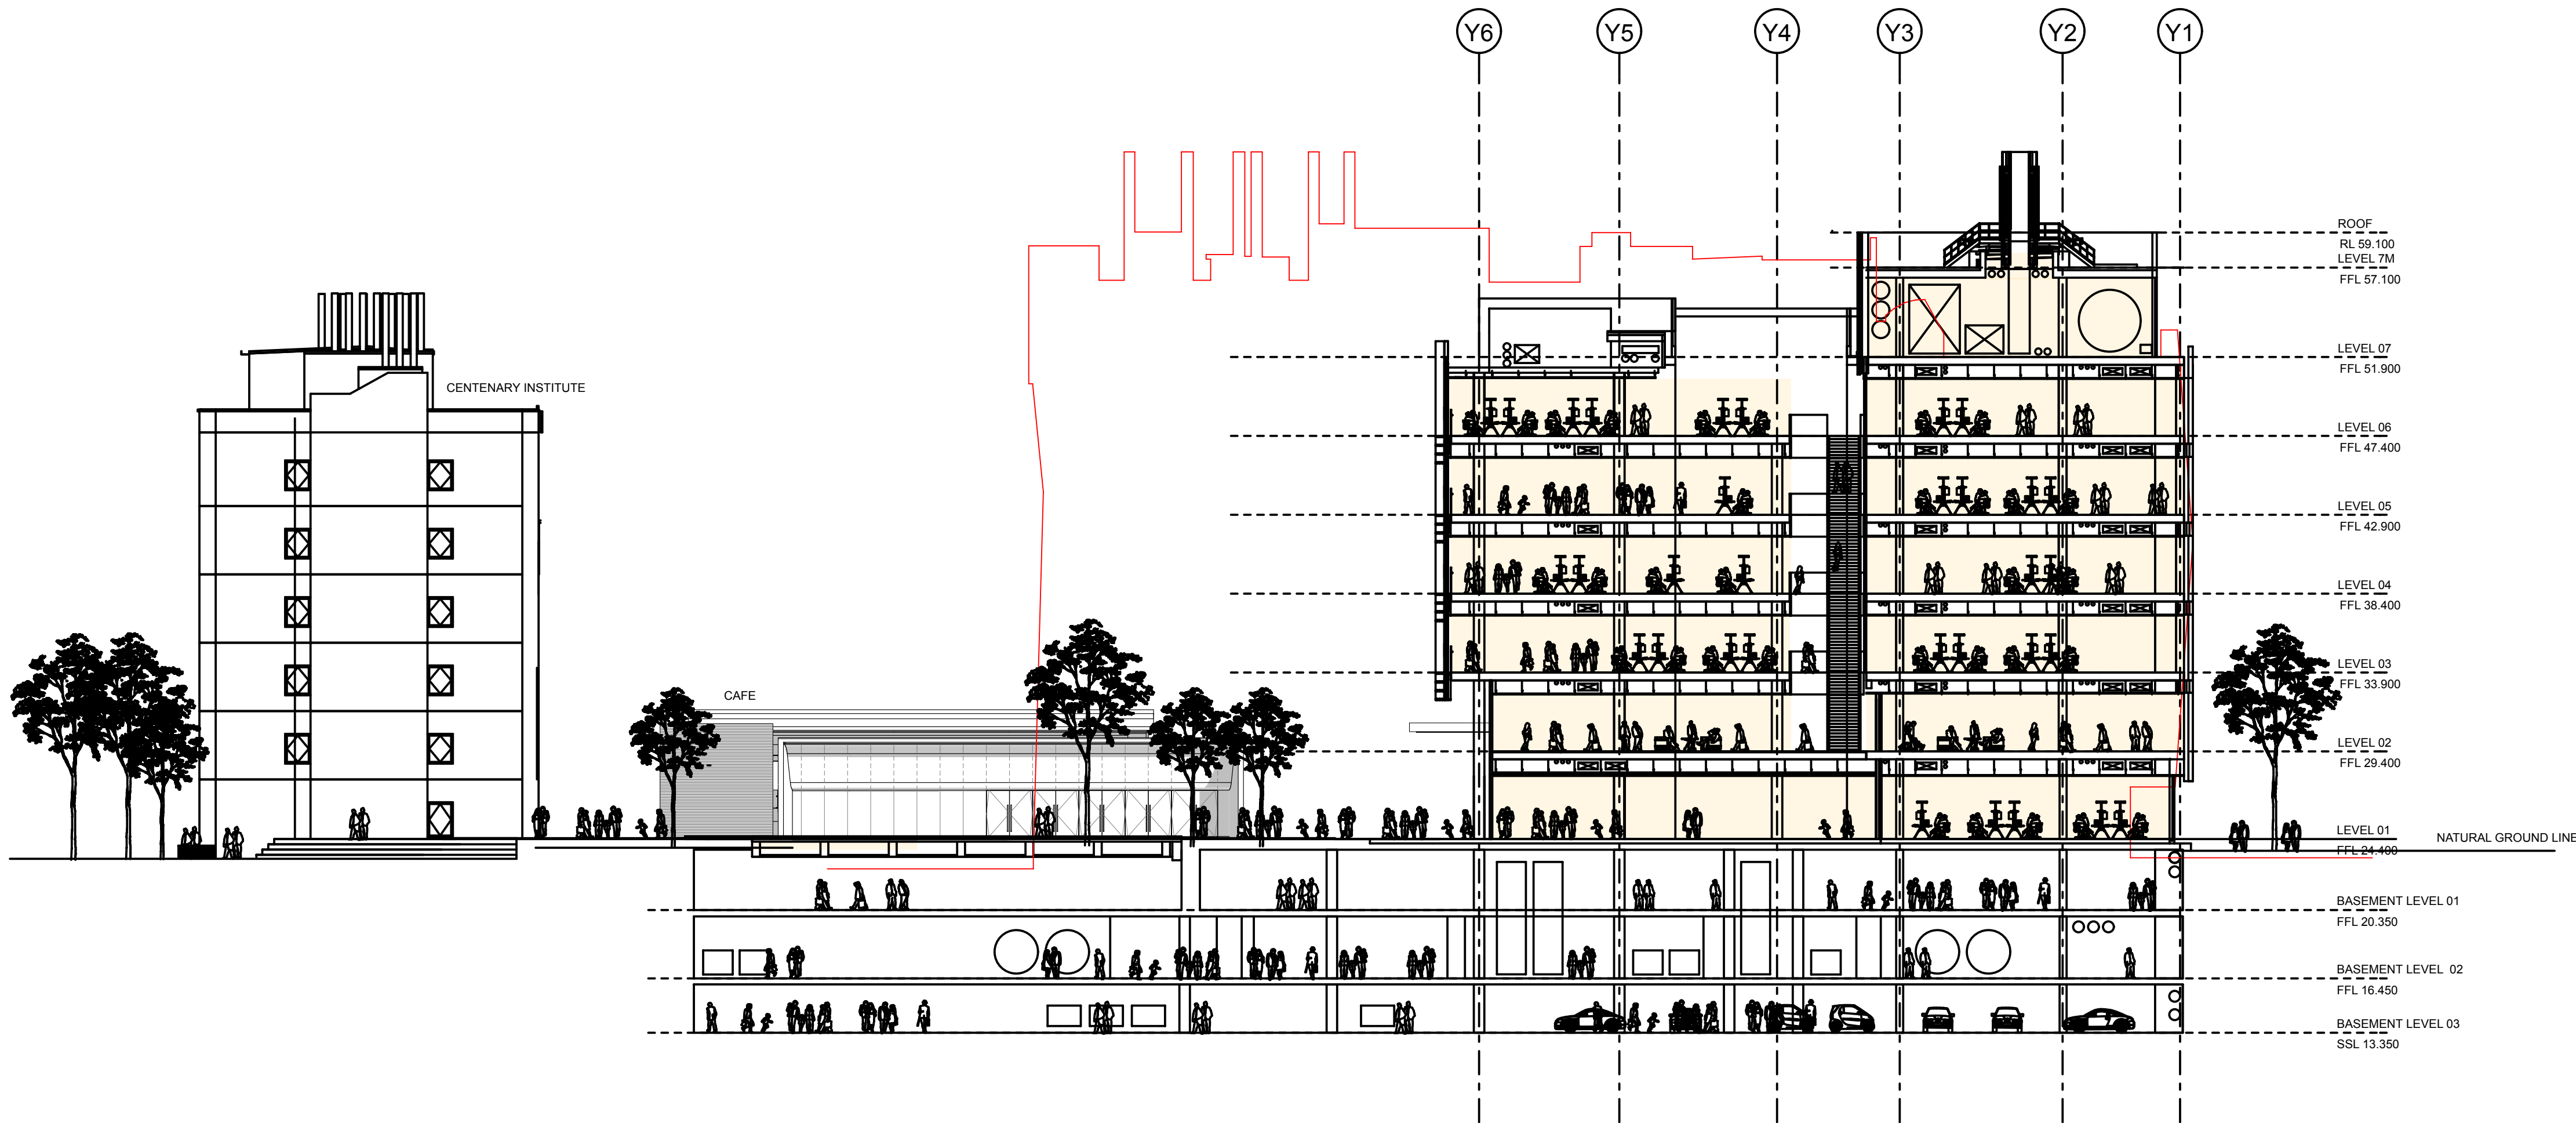 Y6 Y5 Y4 Y3 Y2 Y1
ROOF
RL 59.100
LEVEL 7M
FFL 57.100
LEVEL 07
FFL 51.900
CENTENARY INSTITUTE
LEVEL 06
FFL 47.400
LEVEL 05
FFL 42.900
LEVEL 04
FFL 38.400
LEVEL 03
FFL 33.900
CAFE
LEVEL 02
FFL 29.400
LEVEL 01
NATURAL GROUND LINE
FFL 24.400
BASEMENT LEVEL 01
FFL 20.350
BASEMENT LEVEL 02
FFL 16.450
BASEMENT LEVEL 03
SSL 13.350